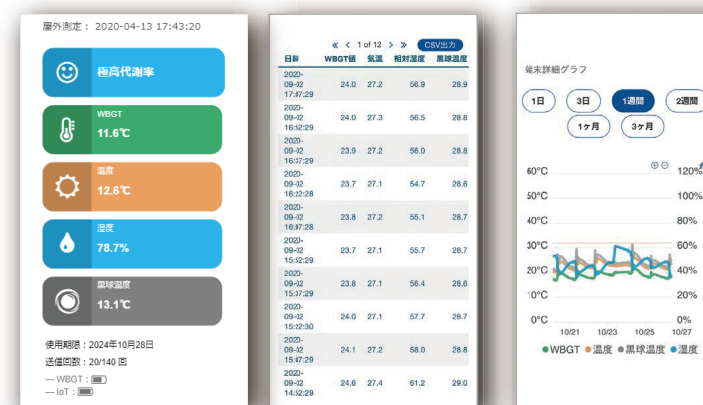 屋外測定： 2020-04-13 17:43:20
極高代謝率
WBGT
11.6℃
温度
12.6℃
湿度
78.7%
黒球温度
13.1℃
使用期限：2024年10月28日
送信回数：20/140 回
— WBGT：
— IoT：
« < 1 of 12 > » CSV出力
日時 WBGT値 気温 相対湿度 黒球温度
2020-09-02 17:07:29 24.0 27.2 56.9 28.9
2020-09-02 16:52:29 24.0 27.3 56.5 28.8
2020-09-02 16:37:29 23.9 27.2 56.0 28.8
2020-09-02 16:22:28 23.7 27.1 54.7 28.6
2020-09-02 16:07:28 23.8 27.2 55.1 28.7
2020-09-02 15:52:29 23.7 27.1 55.7 28.7
2020-09-02 15:37:29 23.8 27.1 56.4 28.6
2020-09-02 15:22:30 24.0 27.1 57.7 28.7
2020-09-02 15:07:29 24.1 27.2 58.0 28.8
2020-09-02 14:52:29 24.6 27.4 61.2 29.0
端末詳細グラフ
1日 3日 1週間 2週間
1ヶ月 3ヶ月
60°C 120%
50°C 100%
40°C 80%
30°C 60%
20°C 40%
10°C 20%
0°C 0%
10/21 10/23 10/25 10/27
●WBGT ●温度 ●黒球温度 ●湿度